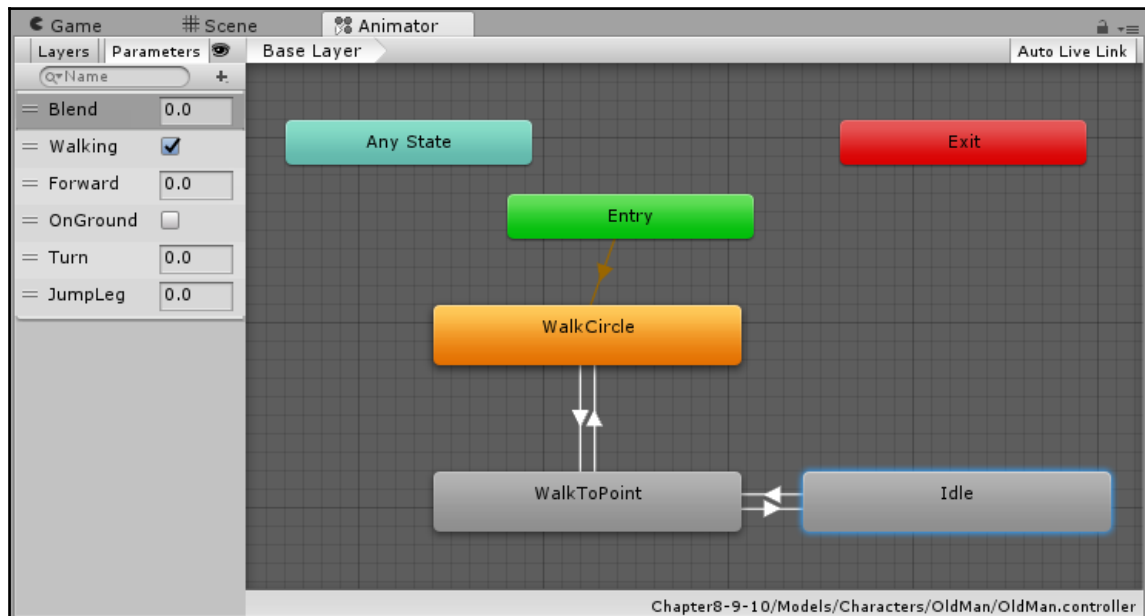 Game Scene Animator
Layers Parameters Base Layer Auto Live Link
Name
Blend 0.0
Walking
Forward 0.0
OnGround
Turn 0.0
JumpLeg 0.0
Any State
Exit
Entry
WalkCircle
WalkToPoint
Idle
Chapter8-9-10/Models/Characters/OldMan/OldMan.controller